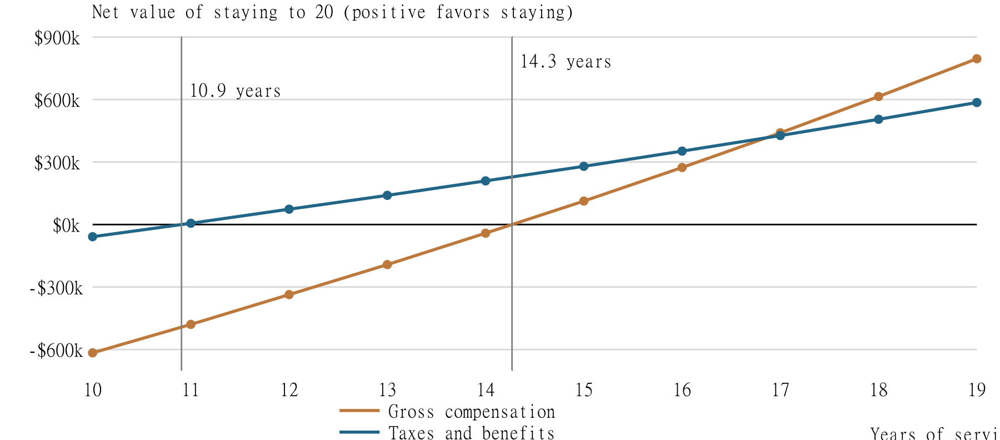 Net value of staying to 20 (positive favors staying)
$900k
14.3 years
10.9 years
$600k
$300k
$0k
-$300k
-$600k
10 11 12 13 14 15 16 17 18 19
Gross compensation
Taxes and benefits
Years of